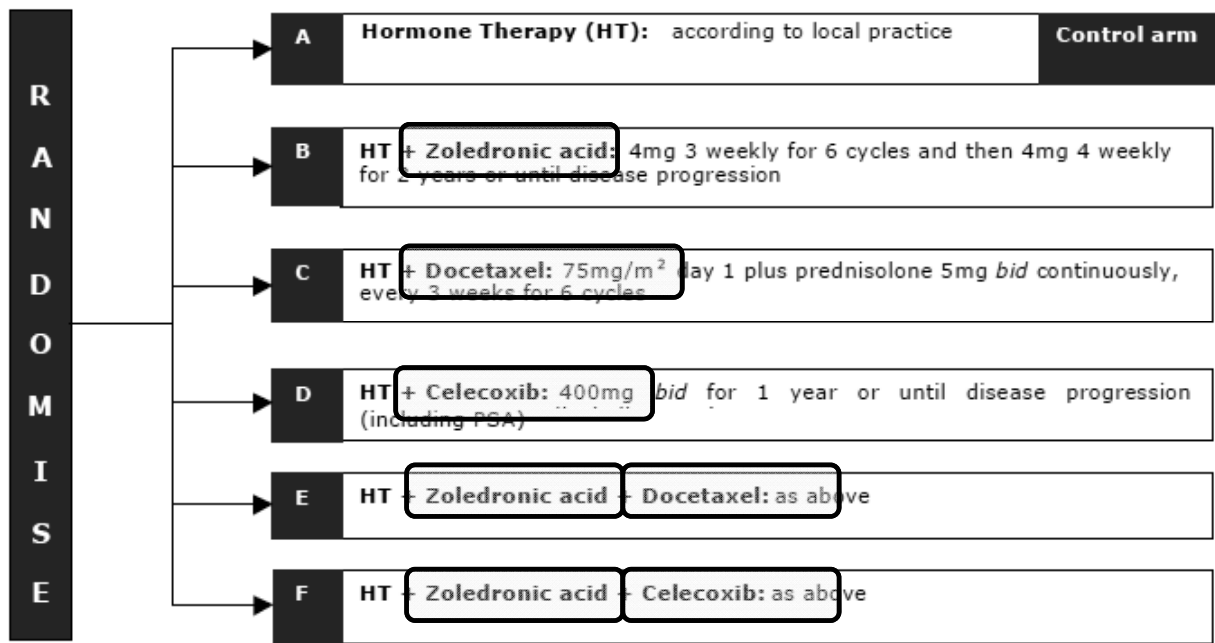 RANDOMISE
A Hormone Therapy (HT): according to local practice Control arm
B HT + Zoledronic acid: 4mg 3 weekly for 6 cycles and then 4mg 4 weekly
for 2 years or until disease progression
C HT + Docetaxel: 75mg/m² day 1 plus prednisolone 5mg bid continuously,
every 3 weeks for 6 cycles
D HT + Celecoxib: 400mg bid for 1 year or until disease progression
(including PSA)
E HT + Zoledronic acid + Docetaxel: as above
F HT + Zoledronic acid + Celecoxib: as above